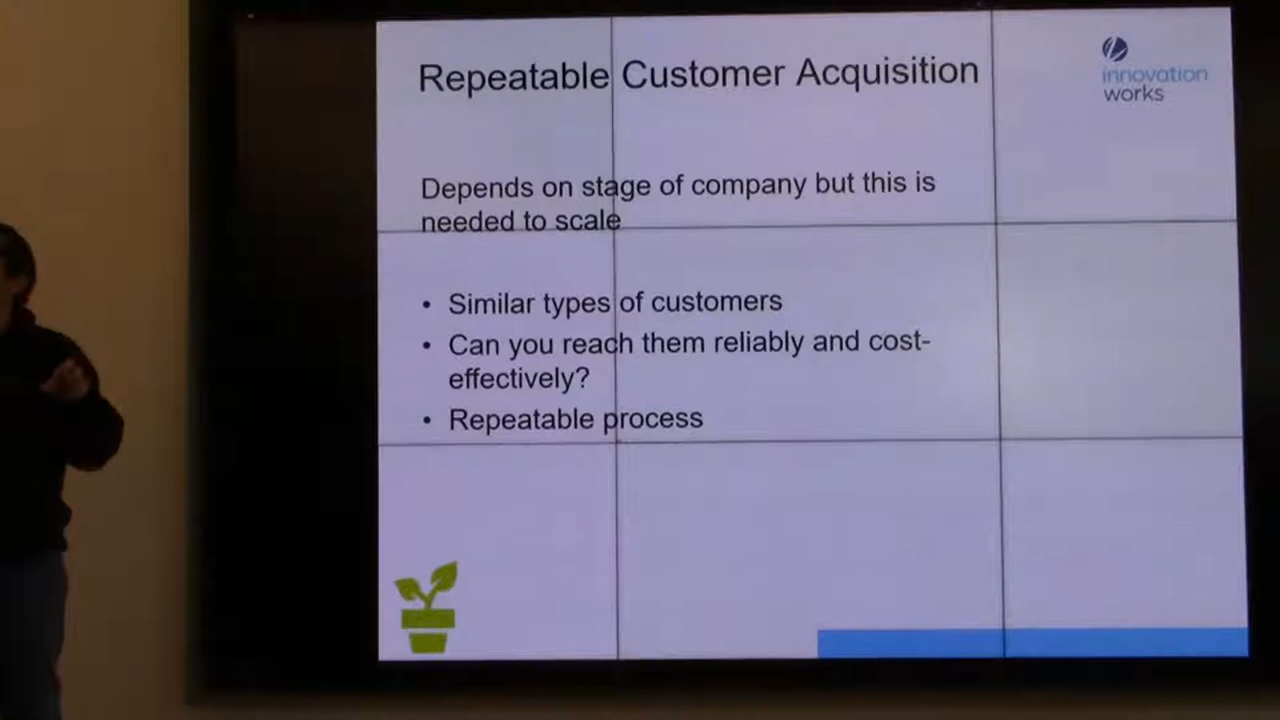 Repeatable Customer Acquisition
innovation
works
Depends on stage of company but this is
needed to scale
• Similar types of customers
• Can you reach them reliably and cost-
effectively?
• Repeatable process